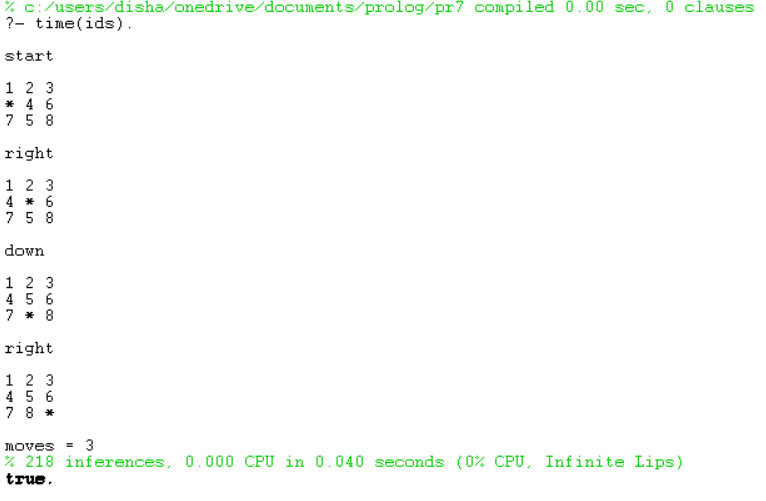 % c:/users/disha/onedrive/documents/prolog/pr7 compiled 0.00 sec, 0 clauses
?- time(ids).
start
1 2 3
* 4 6
7 5 8
right
1 2 3
4 * 6
7 5 8
down
1 2 3
4 5 6
7 * 8
right
1 2 3
4 5 6
7 8 *
moves = 3
% 218 inferences, 0.000 CPU in 0.040 seconds (0% CPU, Infinite Lips)
true.